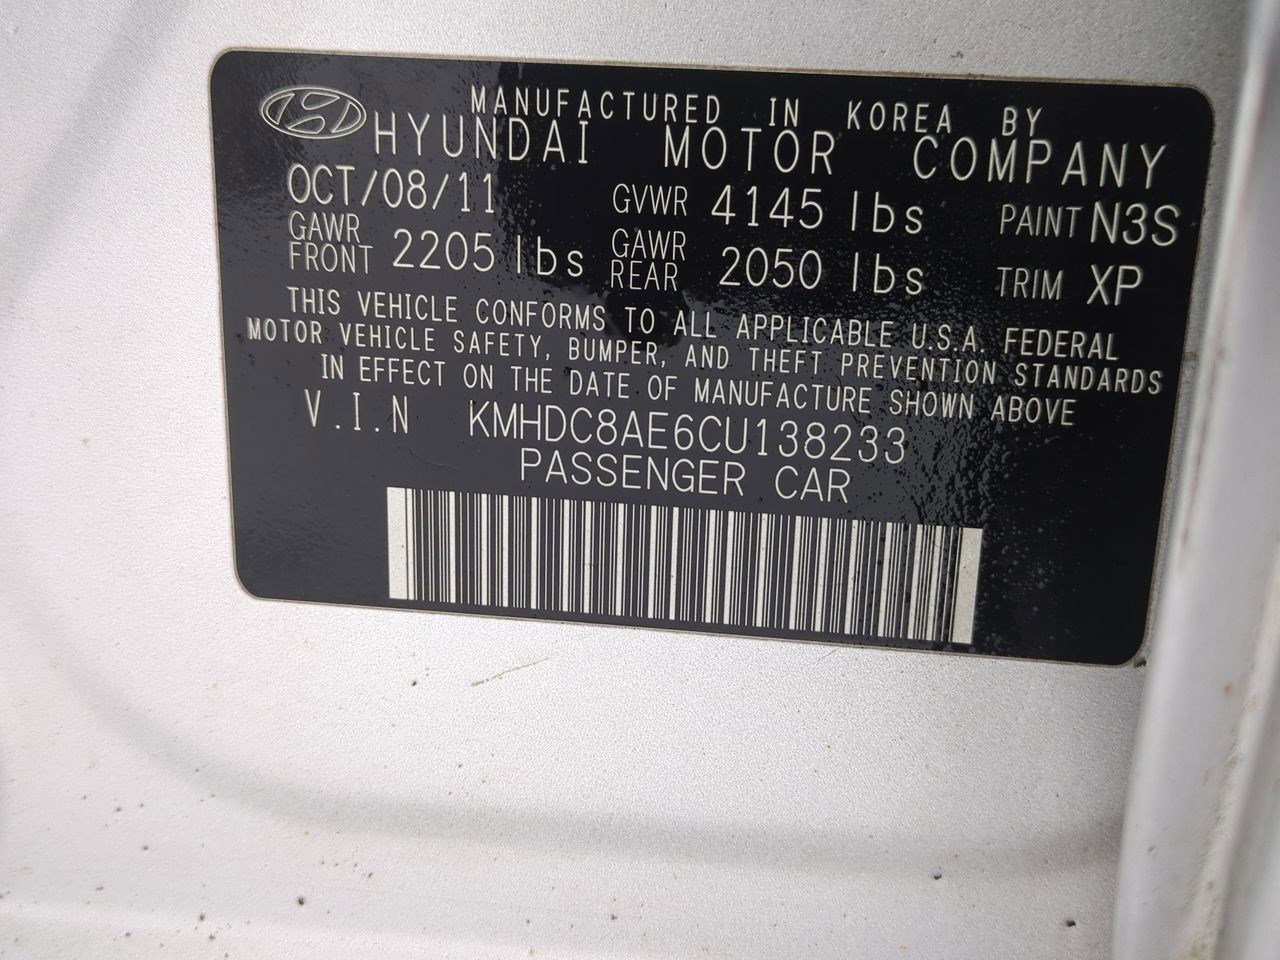 MANUFACTURED IN KOREA BY
HYUNDAI MOTOR COMPANY
OCT/08/11 GVWR 4145 lbs PAINT N3S
GAWR FRONT 2205 lbs GAWR REAR 2050 lbs TRIM XP
THIS VEHICLE CONFORMS TO ALL APPLICABLE U.S.A FEDERAL
MOTOR VEHICLE SAFETY, BUMPER, AND THEFT PREVENTION STANDARDS
IN EFFECT ON THE DATE OF MANUFACTURE SHOWN ABOVE
V.I.N KMHDC8AE6CU138233
PASSENGER CAR